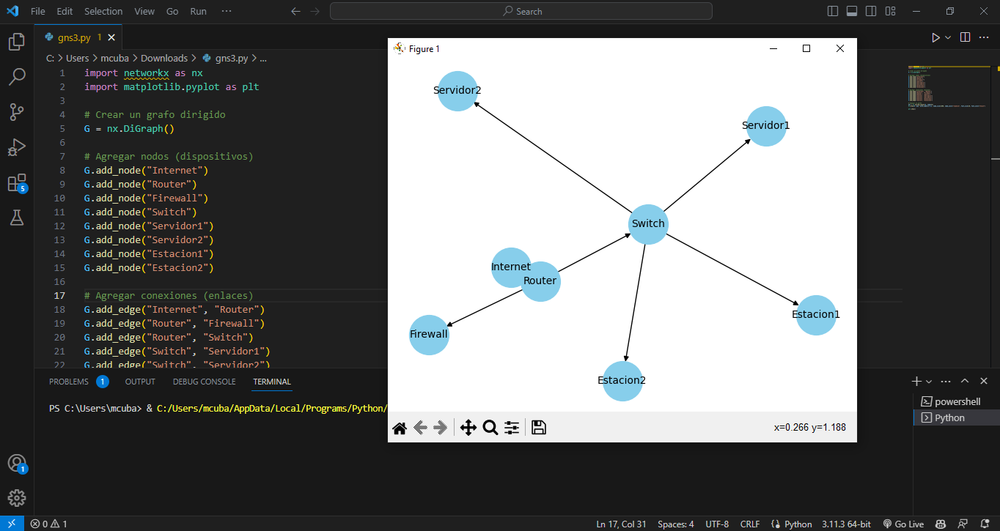 File Edit Selection View Go Run ··· Search
gns3.py 1
C: > Users > mcuba > Downloads > gns3.py > ...
1 import networkx as nx
2 import matplotlib.pyplot as plt
3
4 # Crear un grafo dirigido
5 G = nx.DiGraph()
6
7 # Agregar nodos (dispositivos)
8 G.add_node("Internet")
9 G.add_node("Router")
10 G.add_node("Firewall")
11 G.add_node("Switch")
12 G.add_node("Servidor1")
13 G.add_node("Servidor2")
14 G.add_node("Estacion1")
15 G.add_node("Estacion2")
16
17 # Agregar conexiones (enlaces)
18 G.add_edge("Internet", "Router")
19 G.add_edge("Router", "Firewall")
20 G.add_edge("Router", "Switch")
21 G.add_edge("Switch", "Servidor1")
22 G.add_edge("Switch", "Servidor2")
5
1
Figure 1
Servidor2
Servidor1
Switch
Internet
Router
Estacion1
Firewall
Estacion2
x=0.266 y=1.188
PROBLEMS 1 OUTPUT DEBUG CONSOLE TERMINAL
PS C:\Users\mcuba> & C:/Users/mcuba/AppData/Local/Programs/Python/
powershell
Python
0 1 Ln 17, Col 31 Spaces: 4 UTF-8 CRLF Python 3.11.3 64-bit Go Live